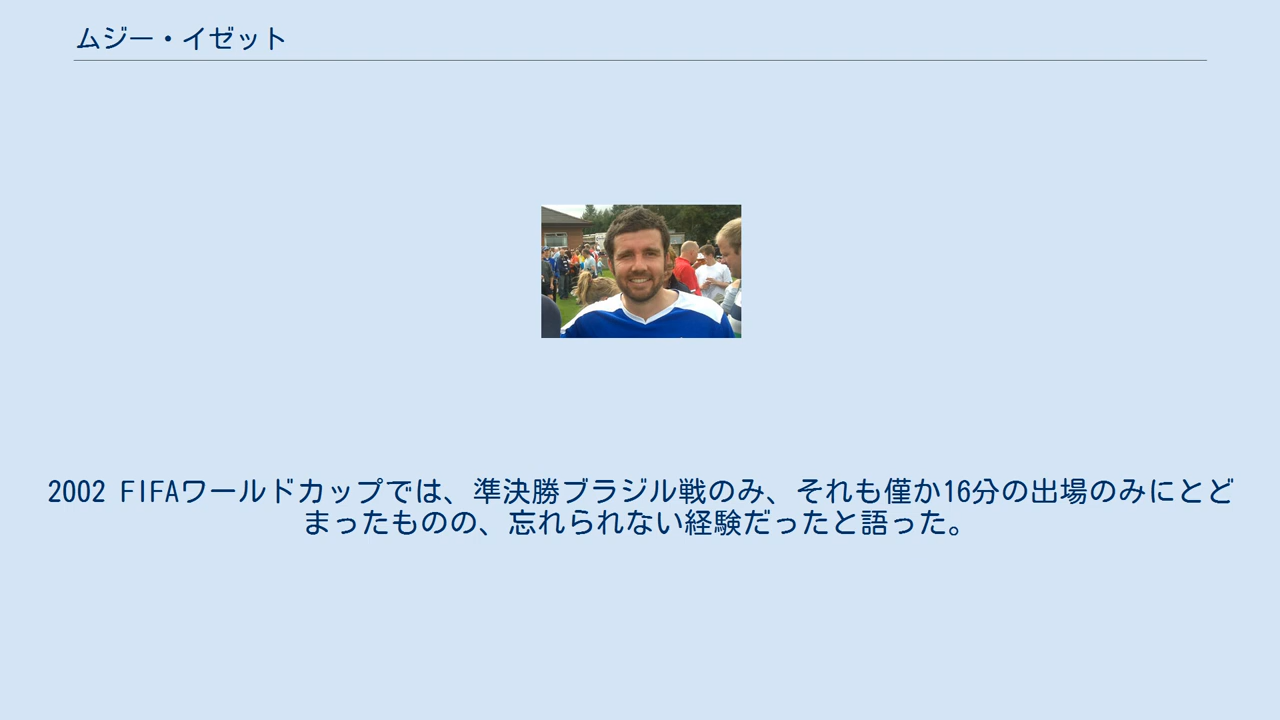 ムジー・イゼット
2002 FIFAワールドカップでは、準決勝ブラジル戦のみ、それも僅か16分の出場のみにとど
まったものの、忘れられない経験だったと語った。